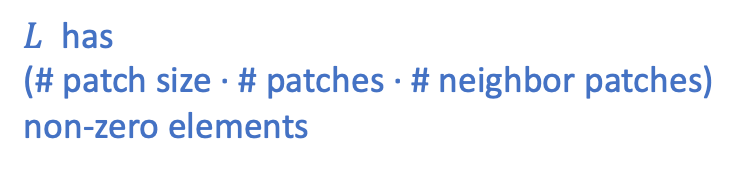 L has
(# patch size · # patches · # neighbor patches)
non-zero elements